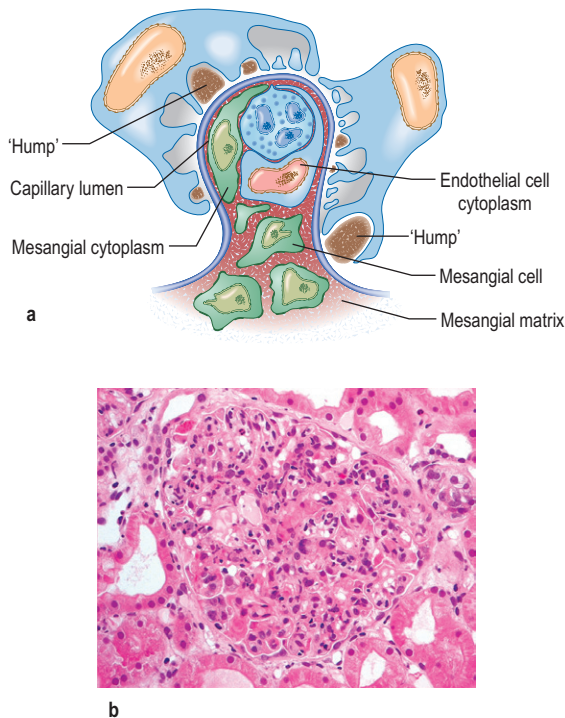 'Hump'
Capillary lumen
Mesangial cytoplasm
Endothelial cell
cytoplasm
'Hump'
Mesangial cell
Mesangial matrix
a
b